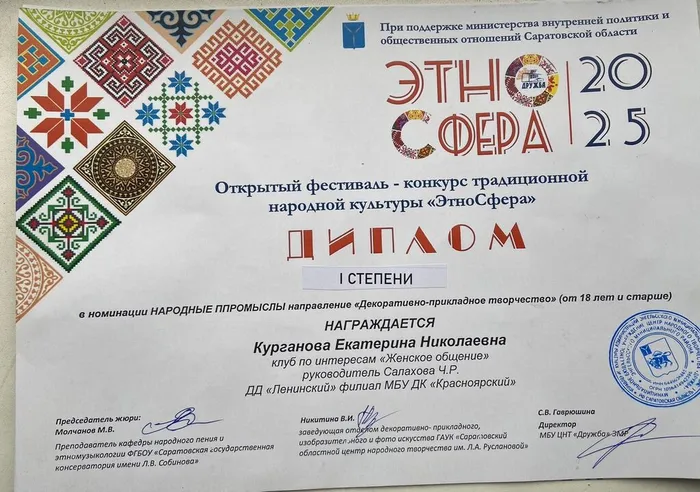 При поддержке министерства внутренней политики и
общественных отношений Саратовской области
ЭТНО
СФЕРА
20
25
ДРУЖБА
Открытый фестиваль - конкурс традиционной
народной культуры «ЭтноСфера»
ДИПЛОМ
I СТЕПЕНИ
в номинации НАРОДНЫЕ ППРОМЫСЛЫ направление «Декоративно-прикладное творчество» (от 18 лет и старше)
НАГРАЖДАЕТСЯ
Курганова Екатерина Николаевна
клуб по интересам «Женское общение»
руководитель Салахова Ч.Р.
ДД «Ленинский» филиал МБУ ДК «Красноярский»
Председатель жюри:
Молчанов М.В.
Преподаватель кафедры народного пения и
этномузыкологии ФГБОУ «Саратовская государственная
консерватория имени Л.В. Собинова»
Никитина В.И.
заведующая отделом декоративно- прикладного,
изобразительного и фото искусства ГАУК «Саратовский
областной центр народного творчества им. Л.А. Руслановой»
С.В. Гаврюшина
Директор
МБУ ЦНТ «Дружба» ЭМР